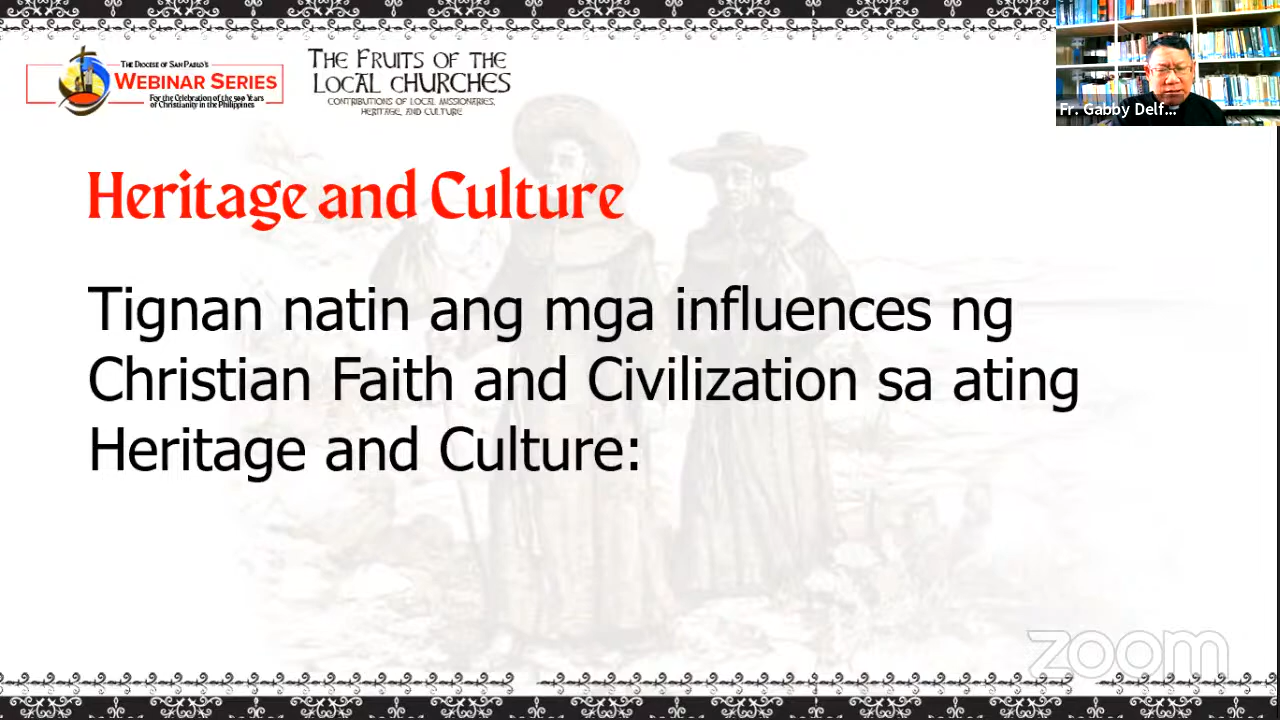 THE DIOCESE OF SAN PABLO'S
WEBINAR SERIES
For the Celebration of the 500 Years
of Christianity in the Philippines
THE FRUITS OF THE
LOCAL CHURCHES
CONTRIBUTIONS OF LOCAL MISSIONARIES,
HERITAGE, AND CULTURE
Fr. Gabby Delf...
Heritage and Culture
Tignan natin ang mga influences ng
Christian Faith and Civilization sa ating
Heritage and Culture:
zoom